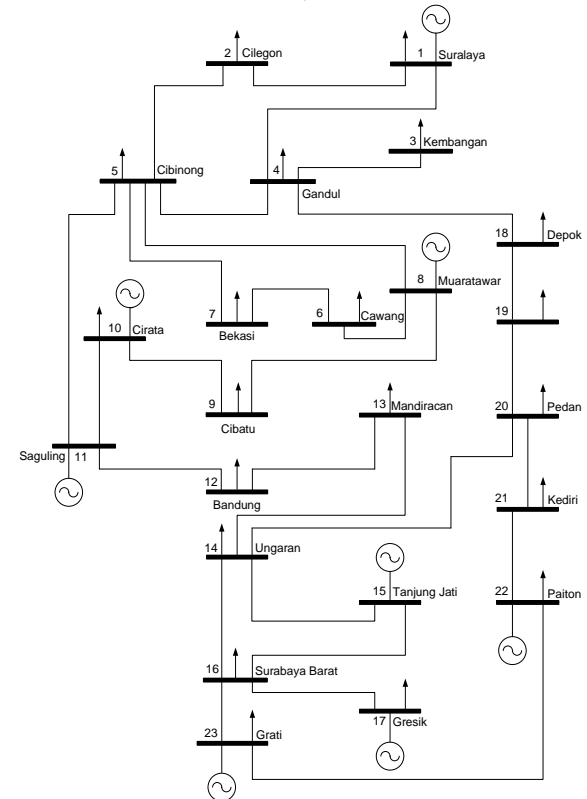 2 Cilegon
1 Suralaya
3 Kembangan
5 Cibinong
4
Gandul
18 Depok
8 Muaratawar
19
10 Cirata
7
Bekasi
6 Cawang
9
Cibatu
13 Mandiracan
20 Pedan
Saguling 11
12
Bandung
21 Kediri
14 Ungaran
15 Tanjung Jati
22 Paiton
16 Surabaya Barat
17 Gresik
23 Grati